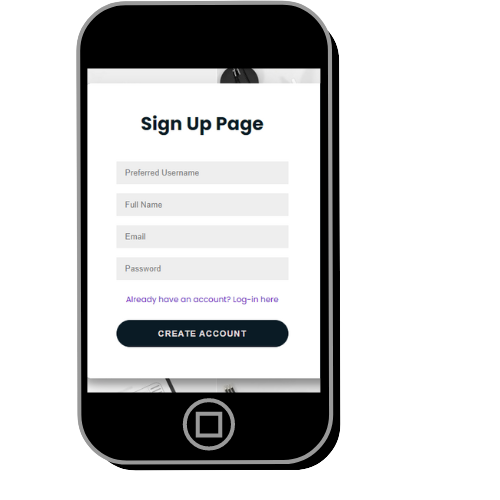 Sign Up Page
Preferred Username
Full Name
Email
Password
Already have an account? Log-in here
CREATE ACCOUNT